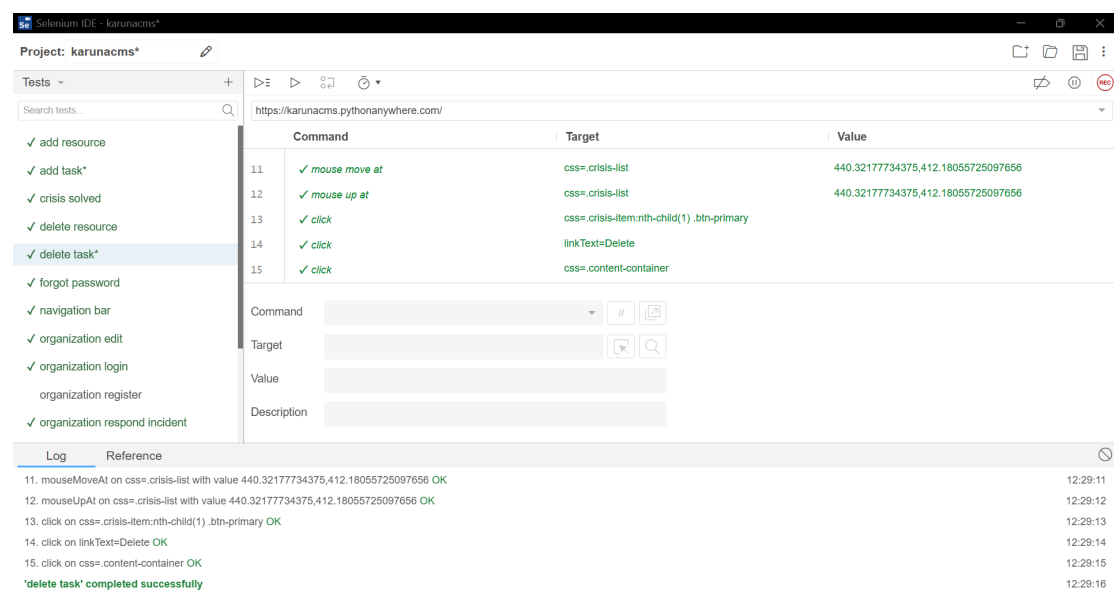 Se Selenium IDE - karunacms*
Project: karunacms*
Tests
Search tests...
✓ add resource
✓ add task*
✓ crisis solved
✓ delete resource
✓ delete task*
✓ forgot password
✓ navigation bar
✓ organization edit
✓ organization login
organization register
✓ organization respond incident
REC
https://karunacms.pythonanywhere.com/
Command Target Value
11 ✓ mouse move at css=.crisis-list 440.32177734375,412.18055725097656
12 ✓ mouse up at css=.crisis-list 440.32177734375,412.18055725097656
13 ✓ click css=.crisis-item:nth-child(1) .btn-primary
14 ✓ click linkText=Delete
15 ✓ click css=.content-container
Command //
Target
Value
Description
Log Reference
11. mouseMoveAt on css=.crisis-list with value 440.32177734375,412.18055725097656 OK 12:29:11
12. mouseUpAt on css=.crisis-list with value 440.32177734375,412.18055725097656 OK 12:29:12
13. click on css=.crisis-item:nth-child(1) .btn-primary OK 12:29:13
14. click on linkText=Delete OK 12:29:14
15. click on css=.content-container OK 12:29:15
'delete task' completed successfully 12:29:16